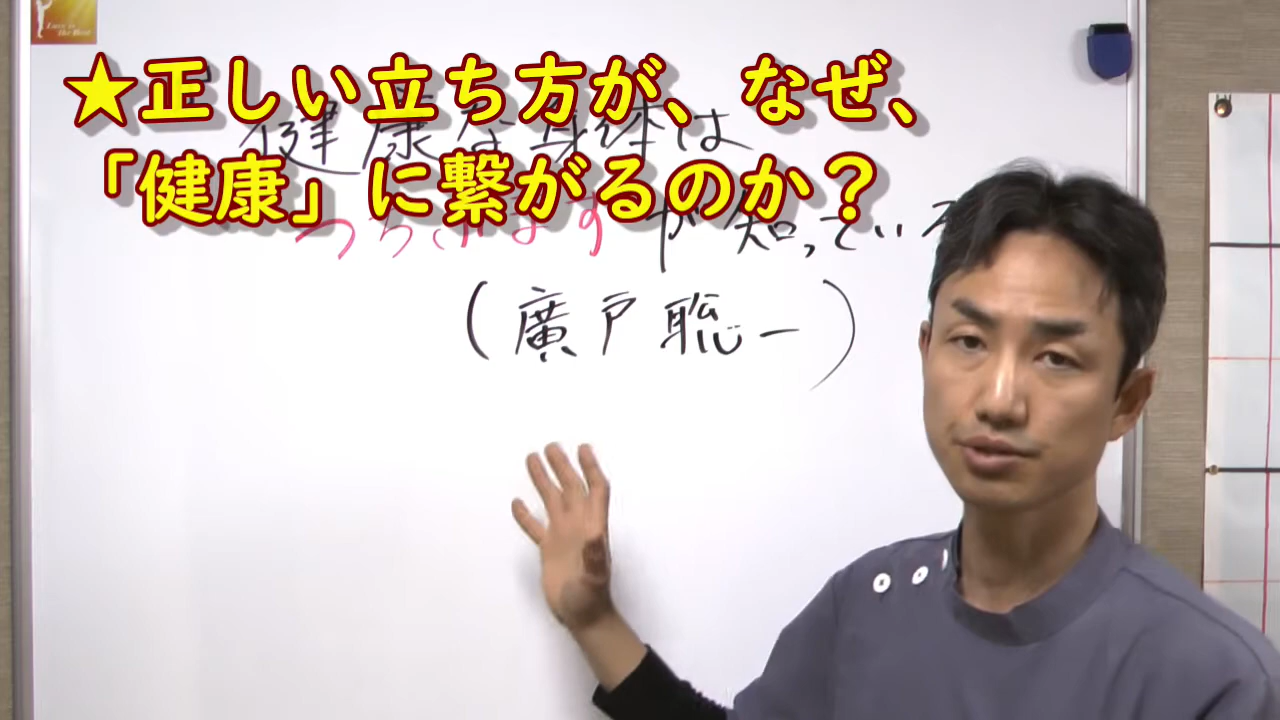 ★正しい立ち方が、なぜ、
「健康」に繋がるのか？
健康な身体は
つちふまずが知っている
(廣戸聡一)